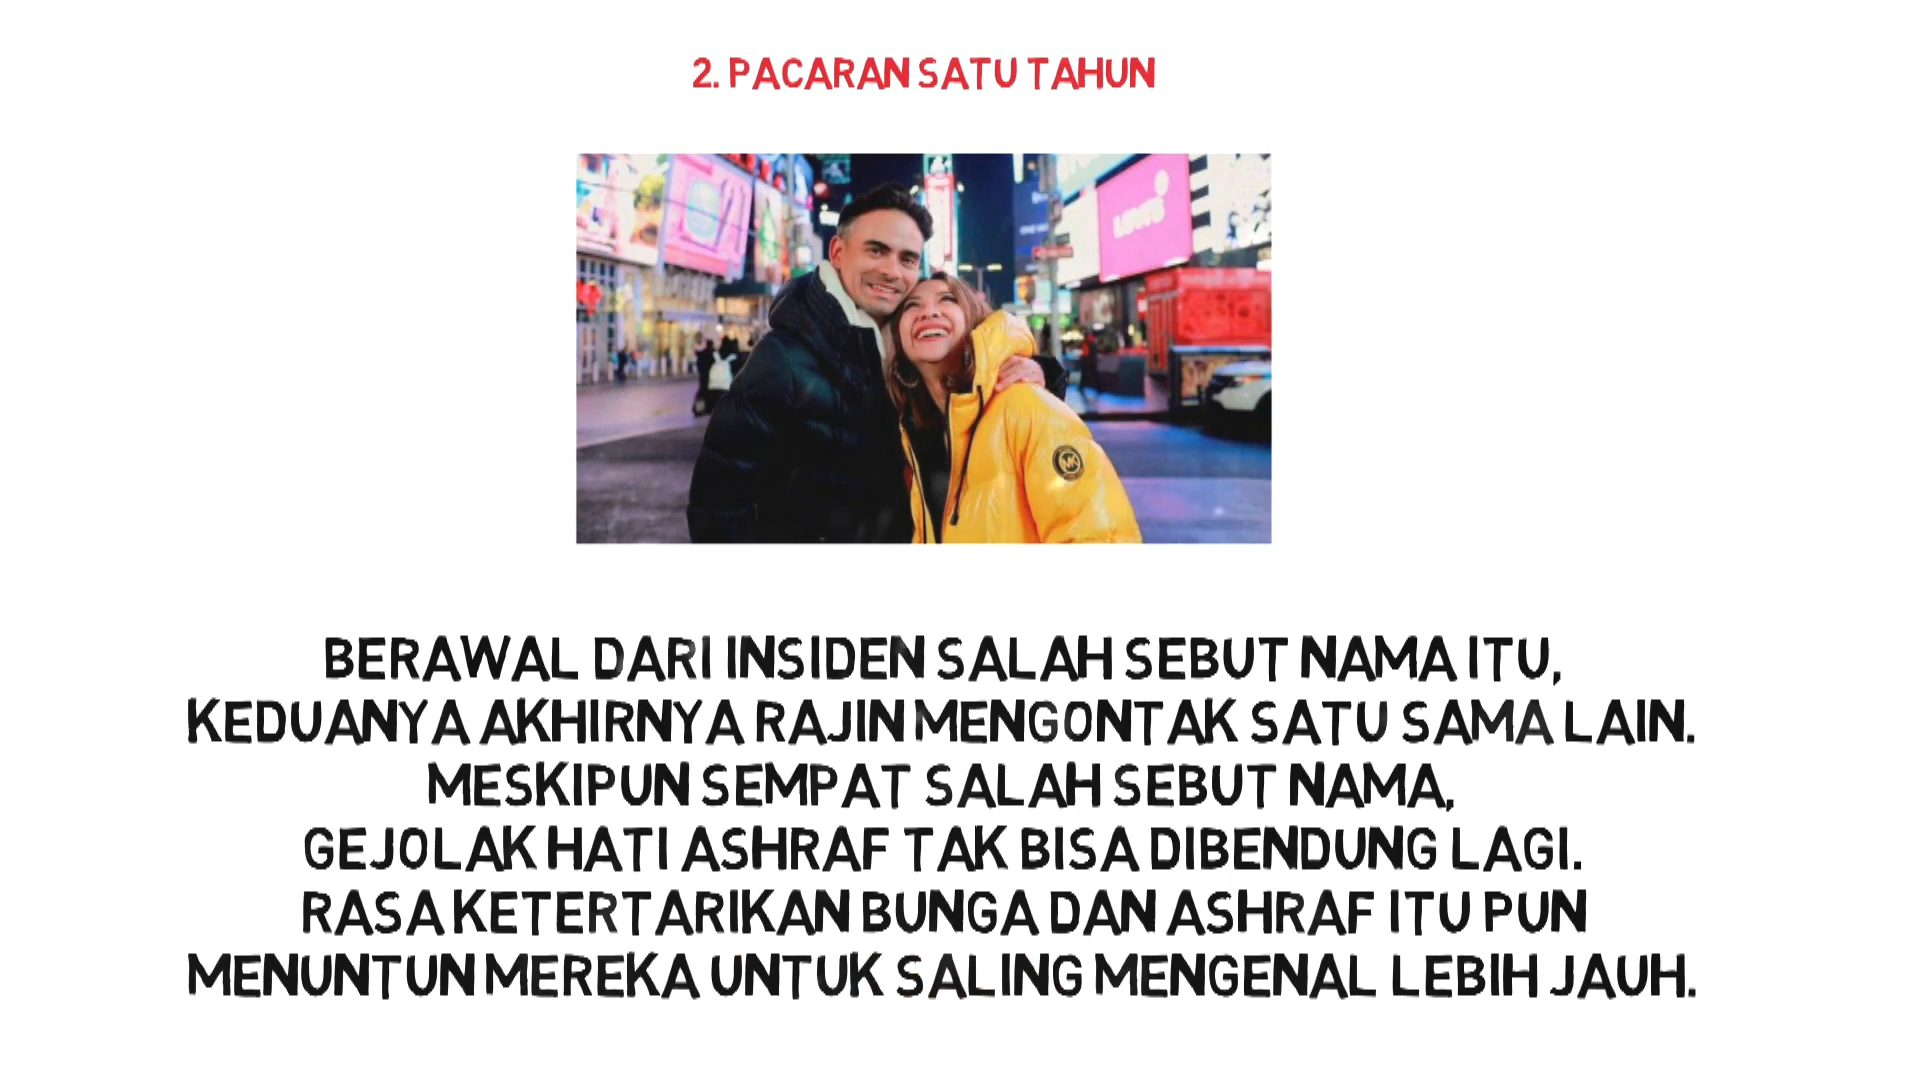 2. PACARAN SATU TAHUN
LEVI'S
MK
BERAWAL DARI INSIDEN SALAH SEBUT NAMA ITU,
KEDUANYA AKHIRNYA RAJIN MENGONTAK SATU SAMA LAIN.
MESKIPUN SEMPAT SALAH SEBUT NAMA,
GEJOLAK HATI ASHRAF TAK BISA DIBENDUNG LAGI.
RASA KETERTARIKAN BUNGA DAN ASHRAF ITU PUN
MENUNTUN MEREKA UNTUK SALING MENGENAL LEBIH JAUH.